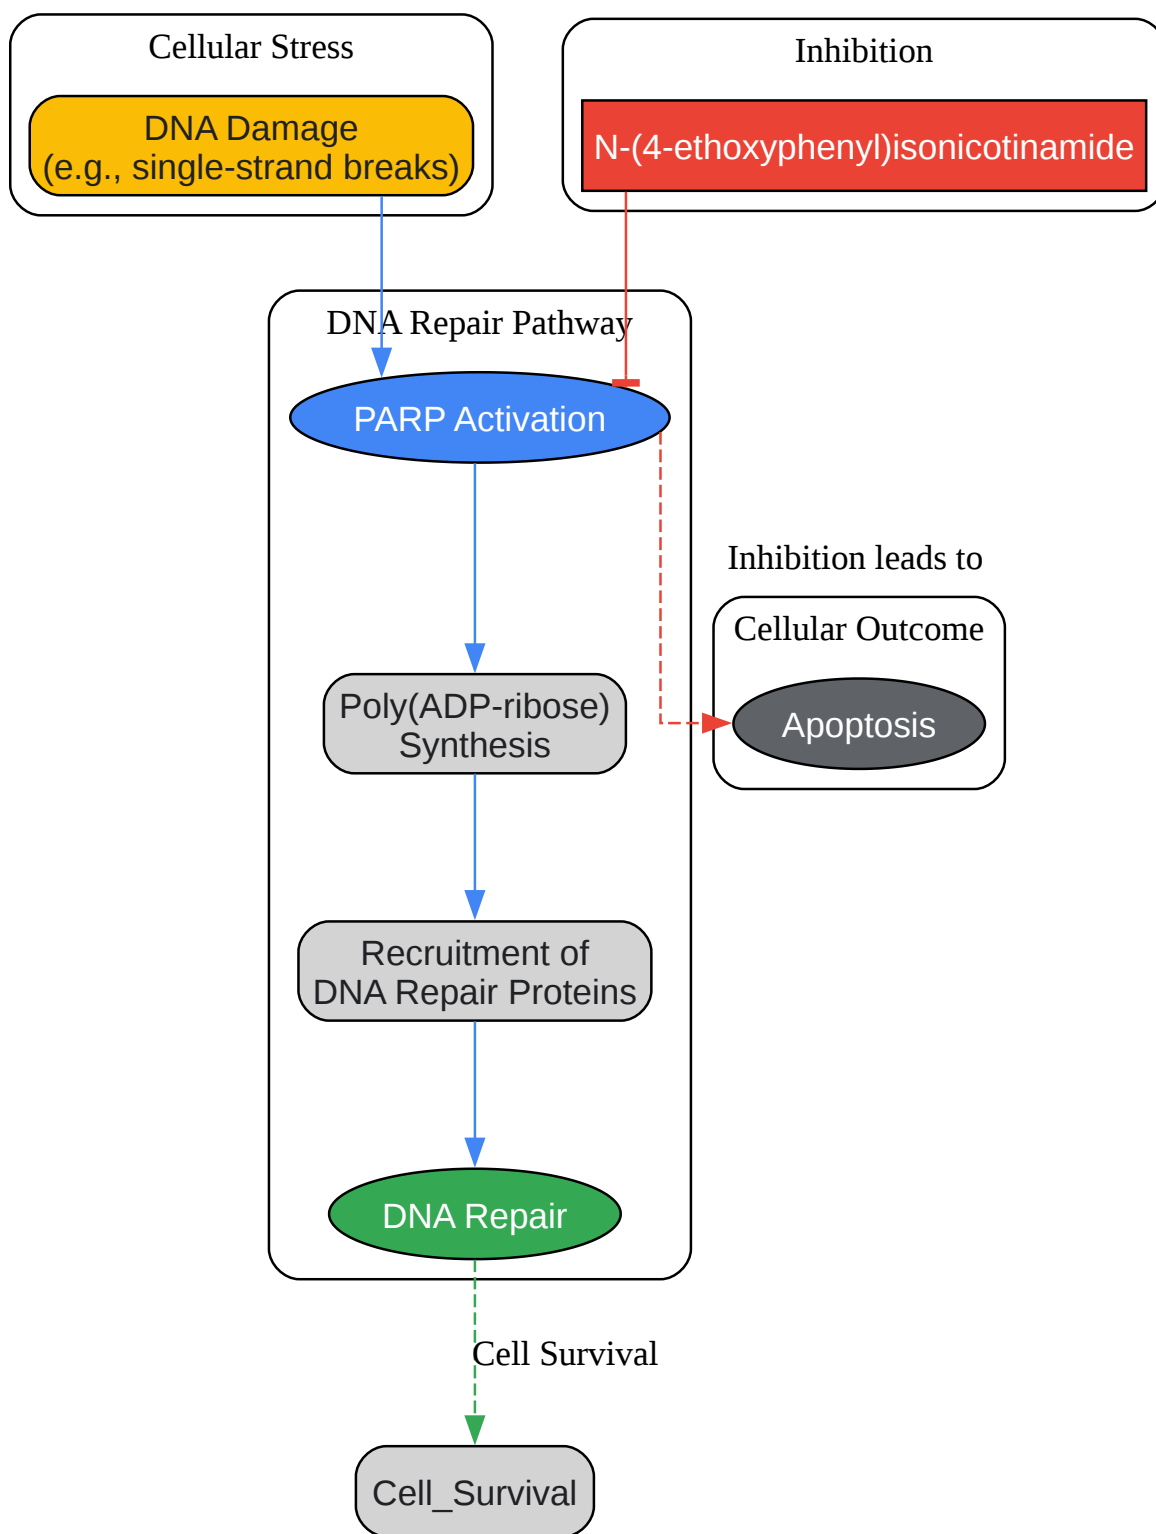 Cellular Stress
DNA Damage
(e.g., single-strand breaks)
Inhibition
N-(4-ethoxyphenyl)isonicotinamide
DNA Repair Pathway
PARP Activation
Inhibition leads to
Cellular Outcome
Apoptosis
Poly(ADP-ribose)
Synthesis
Recruitment of
DNA Repair Proteins
DNA Repair
Cell Survival
Cell_Survival